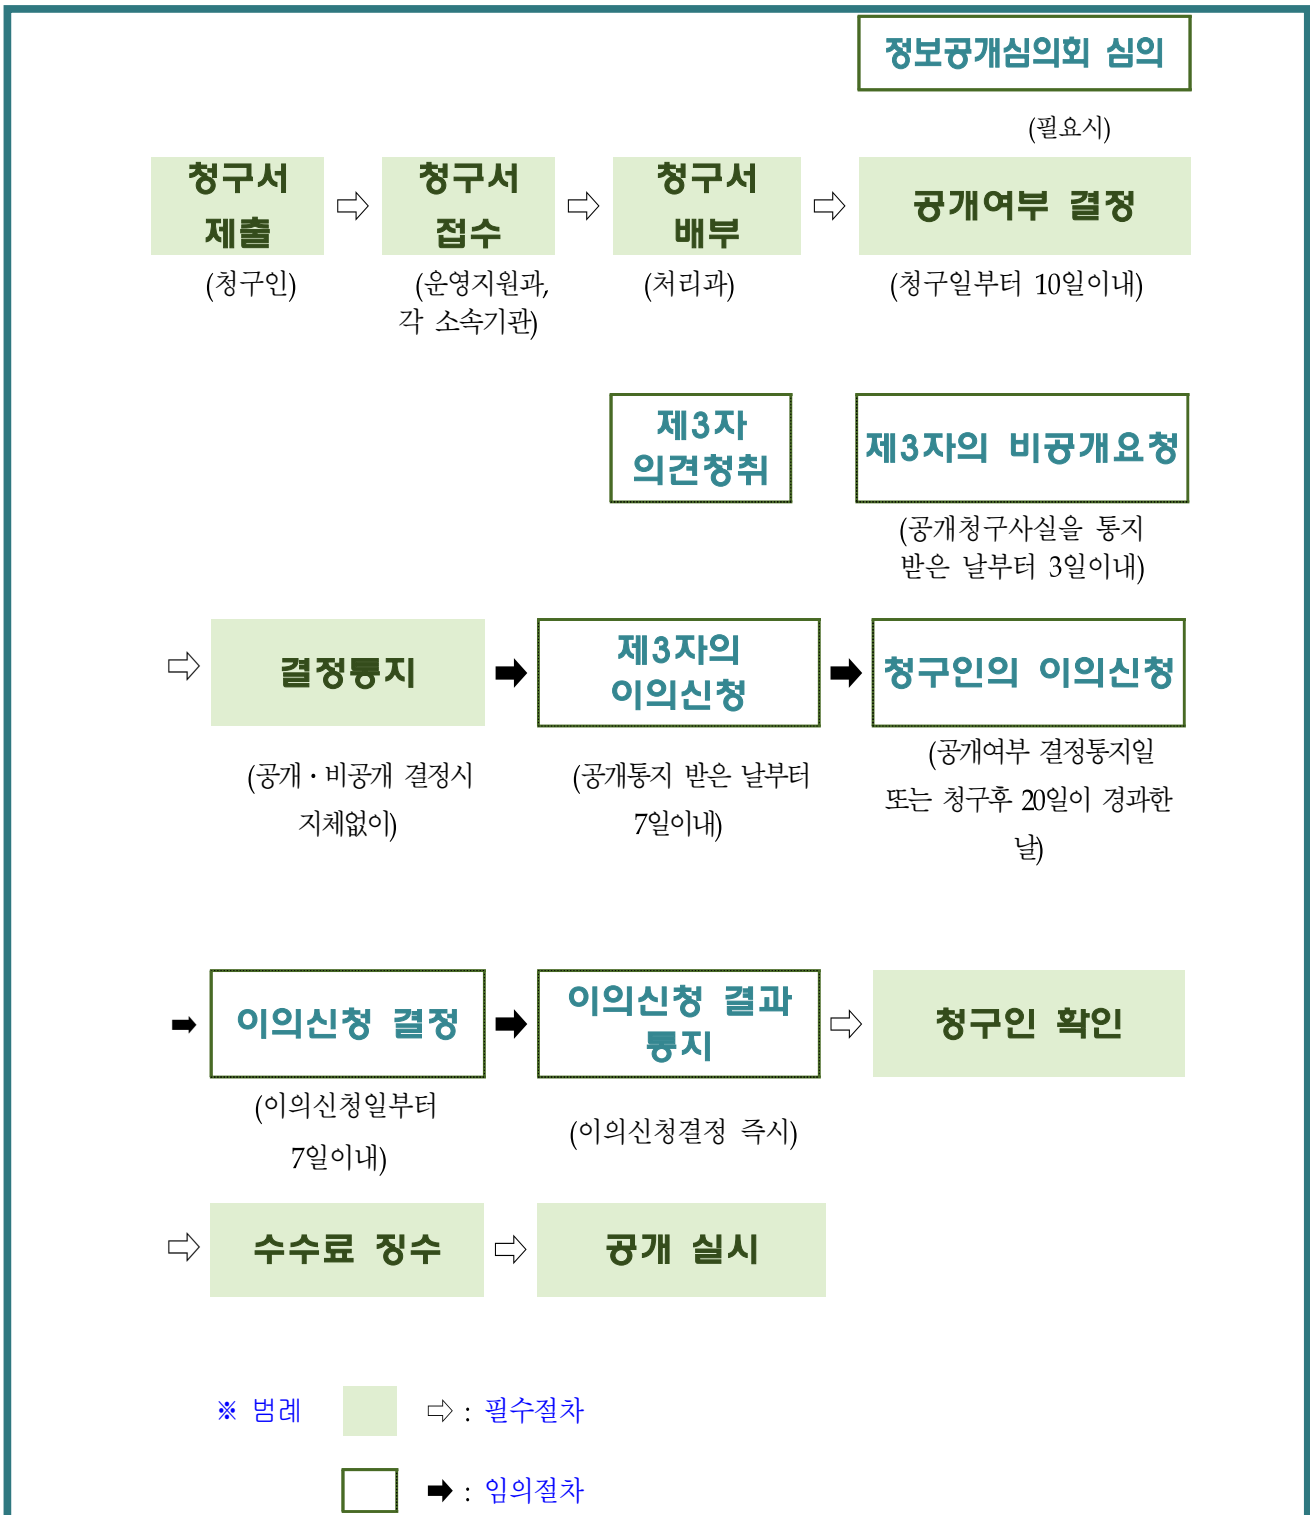 정보공개심의회 심의
(필요시)
청구서
제출
청구서
접수
청구서
배부
공개여부 결정
(청구인)
(운영지원과,
각 소속기관)
(처리과)
(청구일부터 10일이내)
제3자
의견청취
제3자의 비공개요청
(공개청구사실을 통지
받은 날부터 3일이내)
결정통지
제3자의
이의신청
청구인의 이의신청
(공개·비공개 결정시
지체없이)
(공개통지 받은 날부터
7일이내)
(공개여부 결정통지일
또는 청구후 20일이 경과한
날)
이의신청 결정
이의신청 결과
통지
청구인 확인
(이의신청일부터
7일이내)
(이의신청결정 즉시)
수수료 징수
공개 실시
※ 범례
: 필수절차
: 임의절차